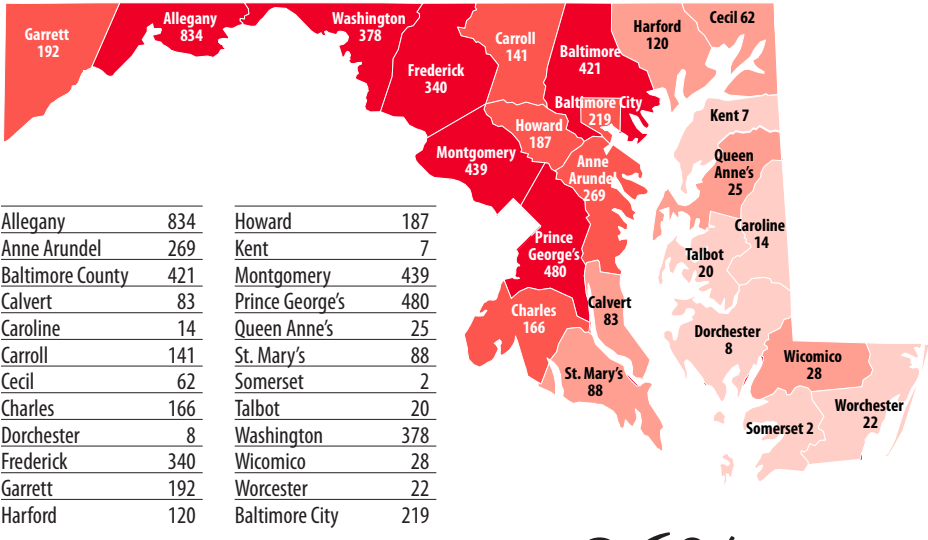 Garrett
192
Allegany
834
Washington
378
Frederick
340
Carroll
141
Baltimore
421
Harford
120
Cecil 62
Baltimore City
219
Howard
187
Montgomery
439
Anne
Arundel
269
Kent 7
Queen
Anne's
25
Caroline
14
Talbot
20
Prince
George's
480
Calvert
83
Charles
166
St. Mary's
88
Dorchester
8
Wicomico
28
Worchester
22
Somerset 2
Allegany 834
Anne Arundel 269
Baltimore County 421
Calvert 83
Caroline 14
Carroll 141
Cecil 62
Charles 166
Dorchester 8
Frederick 340
Garrett 192
Harford 120
Howard 187
Kent 7
Montgomery 439
Prince George's 480
Queen Anne's 25
St. Mary's 88
Somerset 2
Talbot 20
Washington 378
Wicomico 28
Worcester 22
Baltimore City 219